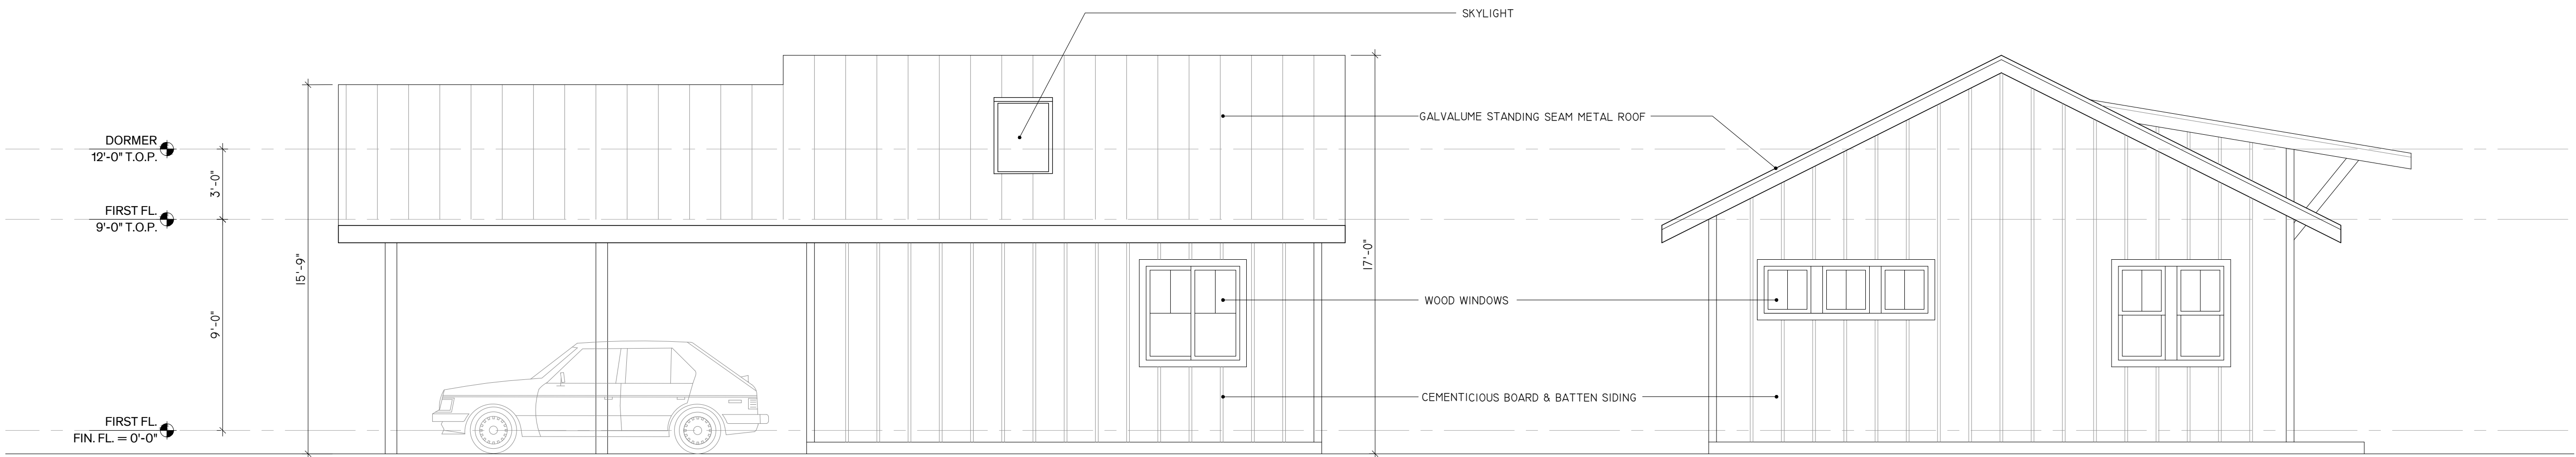 SKYLIGHT
GALVALUME STANDING SEAM METAL ROOF
DORMER
12'-0" T.O.P.
3'-0"
FIRST FL.
9'-0" T.O.P.
15'-9"
17'-0"
9'-0"
WOOD WINDOWS
CEMENTICIOUS BOARD & BATTEN SIDING
FIRST FL.
FIN. FL. = 0'-0"